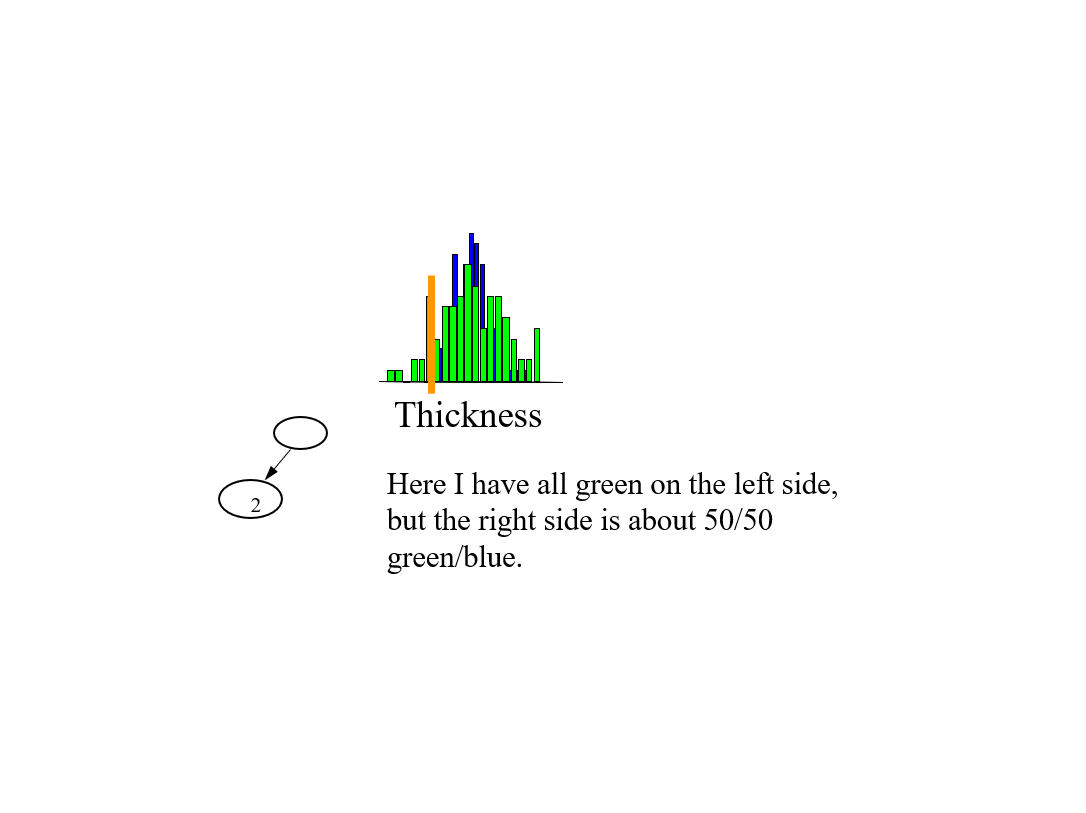 Thickness
2
Here I have all green on the left side,
but the right side is about 50/50
green/blue.